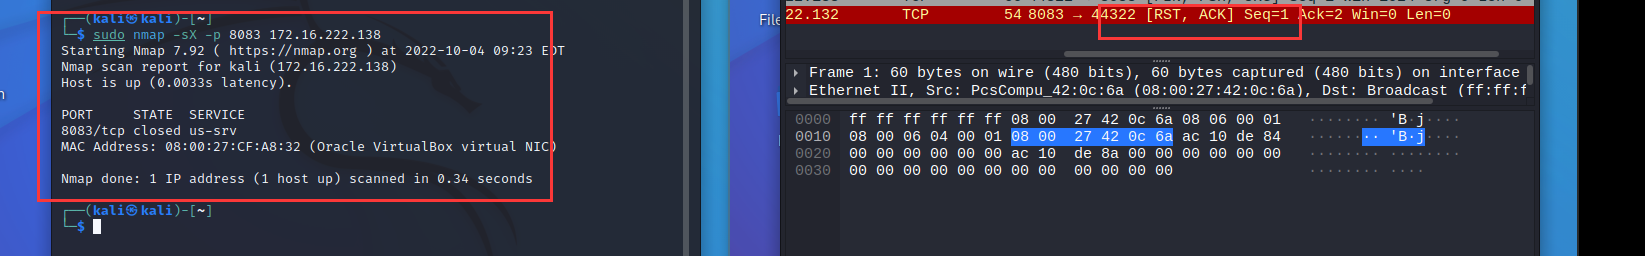 ┌──(kali㉿kali)-[~]
└─$ sudo nmap -sX -p 8083 172.16.222.138
Starting Nmap 7.92 ( https://nmap.org ) at 2022-10-04 09:23 EDT
Nmap scan report for kali (172.16.222.138)
Host is up (0.0033s latency).
PORT     STATE  SERVICE
8083/tcp closed us-srv
MAC Address: 08:00:27:CF:A8:32 (Oracle VirtualBox virtual NIC)
Nmap done: 1 IP address (1 host up) scanned in 0.34 seconds
┌──(kali㉿kali)-[~]
└─$
File
22.132 TCP 54 8083 → 44322 [RST, ACK] Seq=1 Ack=2 Win=0 Len=0
Frame 1: 60 bytes on wire (480 bits), 60 bytes captured (480 bits) on interface
Ethernet II, Src: PcsCompu_42:0c:6a (08:00:27:42:0c:6a), Dst: Broadcast (ff:ff:f
0000 ff ff ff ff ff ff 08 00 27 42 0c 6a 08 06 00 01 ········ 'B·j····
0010 08 00 06 04 00 01 08 00 27 42 0c 6a ac 10 de 84 ········ 'B·j····
0020 00 00 00 00 00 00 ac 10 de 8a 00 00 00 00 00 00 ········ ········
0030 00 00 00 00 00 00 00 00 00 00 00 00 ········ ····